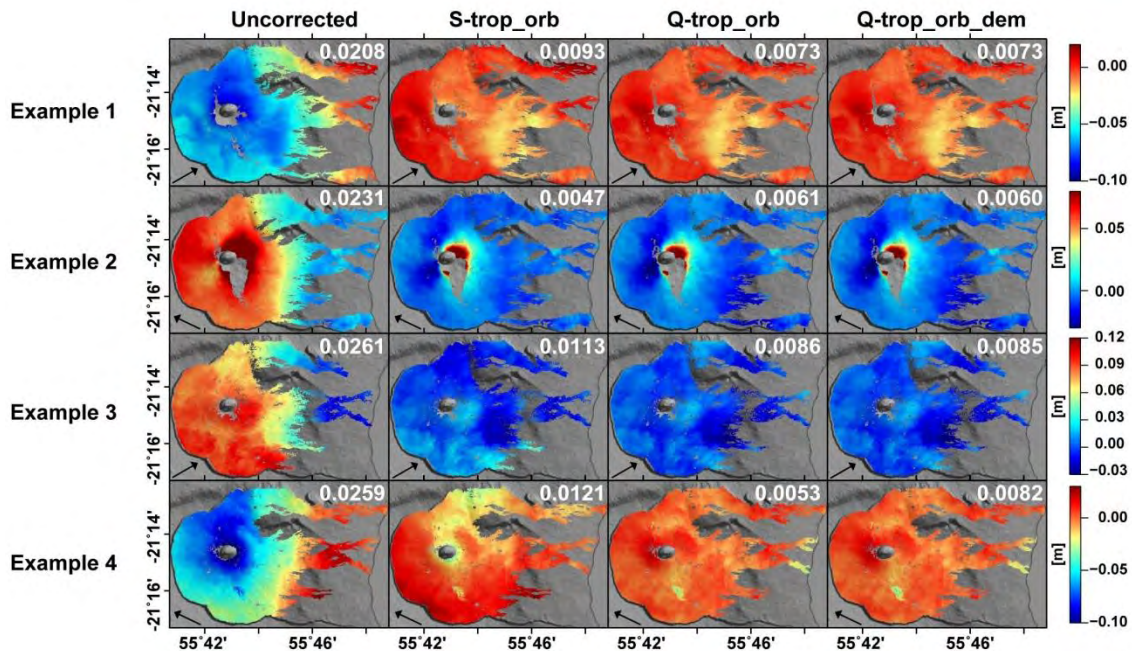 Uncorrected S-trop_orb Q-trop_orb Q-trop_orb_dem
Example 1 -21°14' -21°16' 0.0208 0.0093 0.0073 0.0073 0.00 −0.05 −0.10 [m]
Example 2 -21°14' -21°16' 0.0231 0.0047 0.0061 0.0060 0.05 0.00 [m]
Example 3 -21°14' -21°16' 0.0261 0.0113 0.0086 0.0085 0.12 0.09 0.06 0.03 0.00 −0.03 [m]
Example 4 -21°14' -21°16' 0.0259 0.0121 0.0053 0.0082 0.00 −0.05 −0.10 [m]
55°42' 55°46' 55°42' 55°46' 55°42' 55°46' 55°42' 55°46'